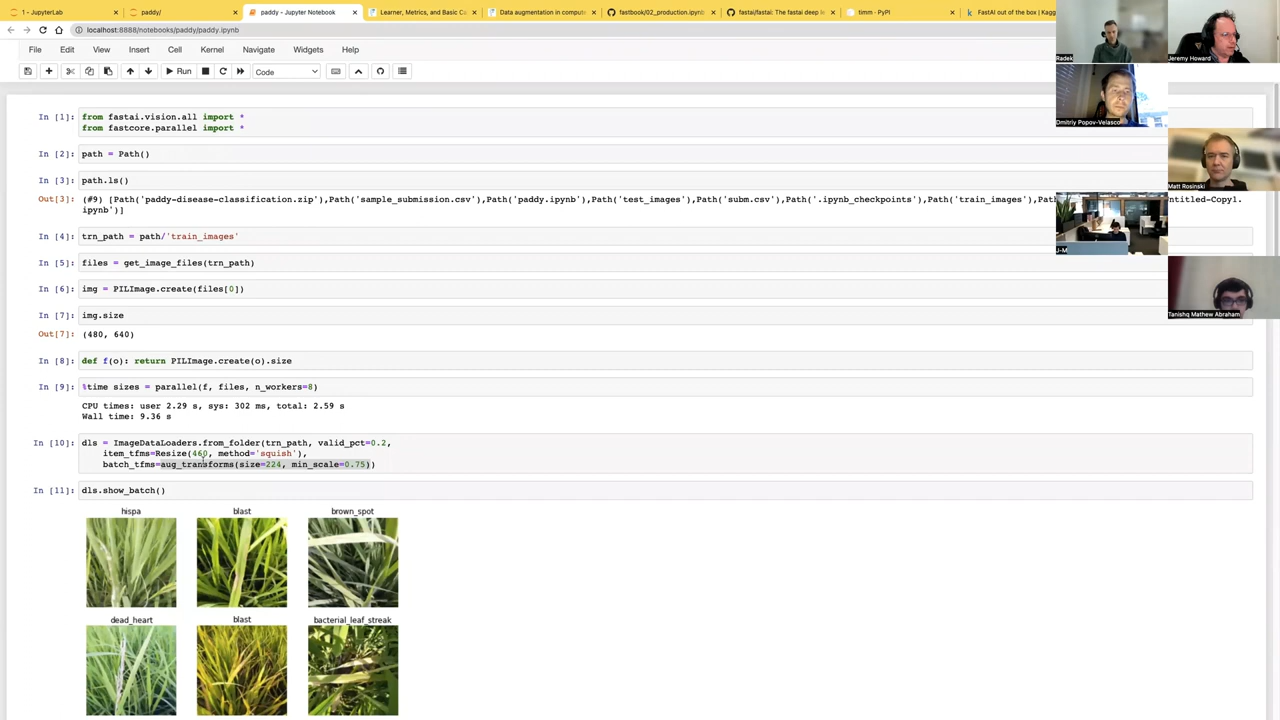 1 - JupyterLab
paddy/
paddy - Jupyter Notebook
Learner, Metrics, and Basic Ca
Data augmentation in compute
fastbook/02_production.ipynb
fastai/fastai: The fastai deep le
timm · PyPI
FastAI out of the box | Kagg
localhost:8888/notebooks/paddy/paddy.ipynb
File Edit View Insert Cell Kernel Navigate Widgets Help
Run Code
In [1]: from fastai.vision.all import *
from fastcore.parallel import *
In [2]: path = Path()
In [3]: path.ls()
Out[3]: (#9) [Path('paddy-disease-classification.zip'),Path('sample_submission.csv'),Path('paddy.ipynb'),Path('test_images'),Path('subm.csv'),Path('.ipynb_checkpoints'),Path('train_images'),Pat ntitled-Copy1.
ipynb')]
In [4]: trn_path = path/'train_images'
In [5]: files = get_image_files(trn_path)
In [6]: img = PILImage.create(files[0])
In [7]: img.size
Out[7]: (480, 640)
In [8]: def f(o): return PILImage.create(o).size
In [9]: %time sizes = parallel(f, files, n_workers=8)
CPU times: user 2.29 s, sys: 302 ms, total: 2.59 s
Wall time: 9.36 s
In [10]: dls = ImageDataLoaders.from_folder(trn_path, valid_pct=0.2,
item_tfms=Resize(460, method='squish'),
batch_tfms=aug_transforms(size=224, min_scale=0.75))
In [11]: dls.show_batch()
hispa blast brown_spot
dead_heart blast bacterial_leaf_streak
Radek
Jeremy Howard
Dmitriy Popov-Velasco
Matt Rosinski
J-M
Tanishq Mathew Abraham